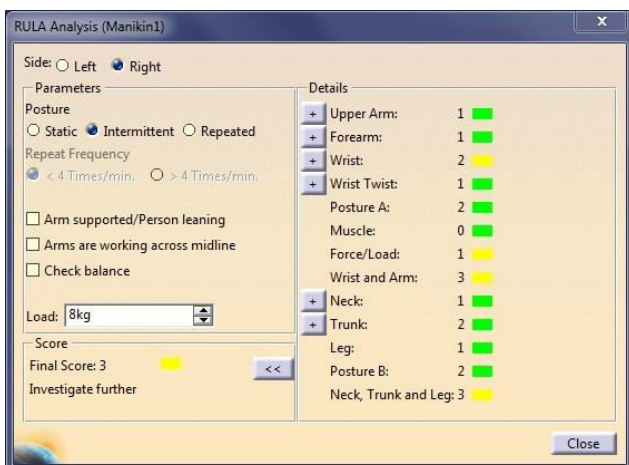 RULA Analysis (Manikin1)
x
Side: Left Right
Parameters
Posture
Static Intermittent Repeated
Repeat Frequency
< 4 Times/min. > 4 Times/min.
Arm supported/Person leaning
Arms are working across midline
Check balance
Load: 8kg
Score
Final Score: 3
<<
Investigate further
Details
+ Upper Arm: 1
+ Forearm: 1
+ Wrist: 2
+ Wrist Twist: 1
Posture A: 2
Muscle: 0
Force/Load: 1
Wrist and Arm: 3
+ Neck: 1
+ Trunk: 2
Leg: 1
Posture B: 2
Neck, Trunk and Leg: 3
Close